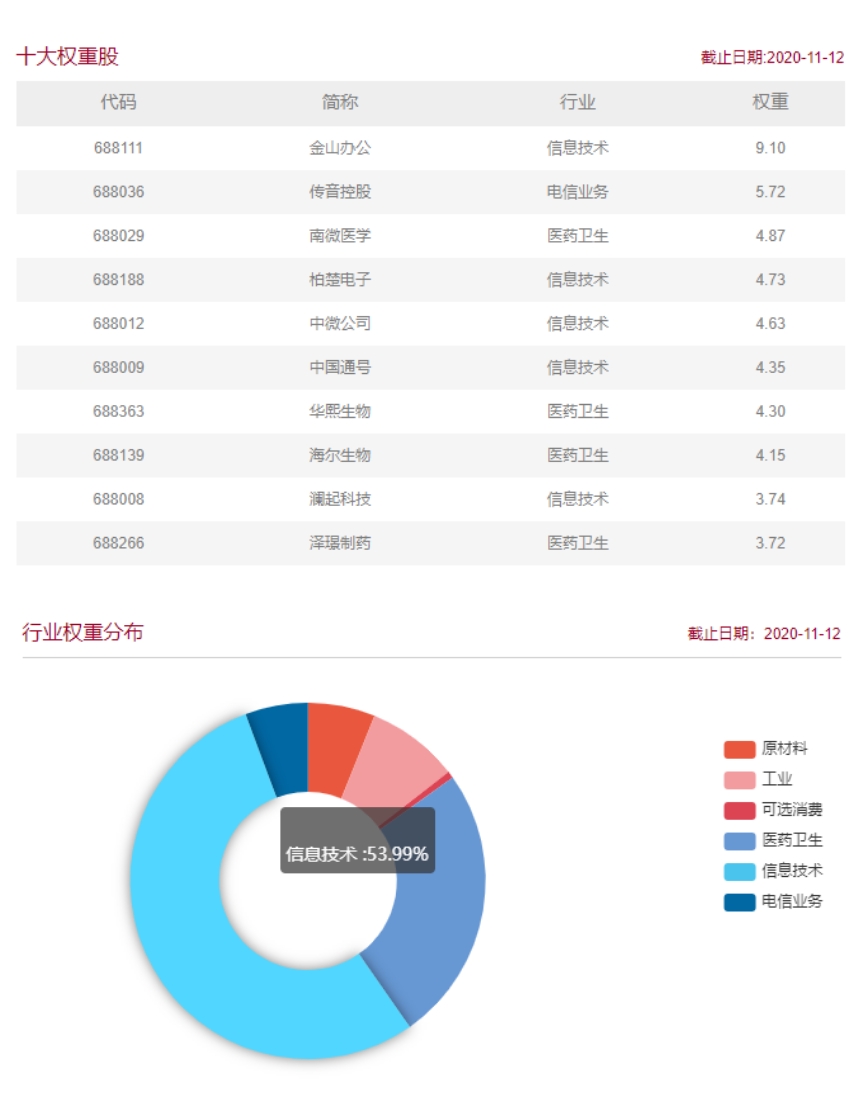 十大权重股 截止日期:2020-11-12
代码 简称 行业 权重
688111 金山办公 信息技术 9.10
688036 传音控股 电信业务 5.72
688029 南微医学 医药卫生 4.87
688188 柏楚电子 信息技术 4.73
688012 中微公司 信息技术 4.63
688009 中国通号 信息技术 4.35
688363 华熙生物 医药卫生 4.30
688139 海尔生物 医药卫生 4.15
688008 澜起科技 信息技术 3.74
688266 泽璟制药 医药卫生 3.72
行业权重分布 截止日期：2020-11-12
原材料
工业
可选消费
医药卫生
信息技术
电信业务
信息技术 :53.99%